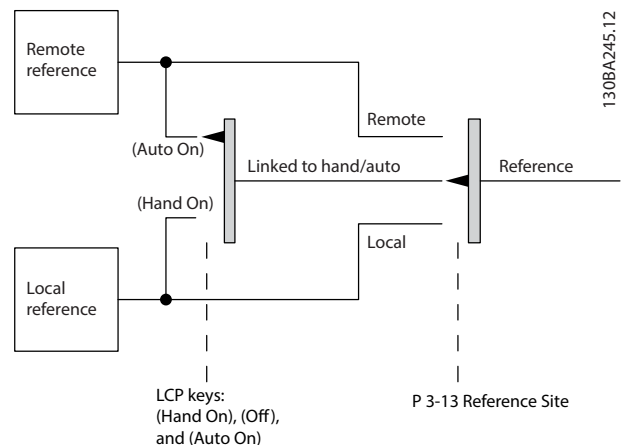 Remote
reference
130BA245.12
Remote
(Auto On)
Linked to hand/auto
Reference
(Hand On)
Local
Local
reference
LCP keys:
(Hand On), (Off),
and (Auto On)
P 3-13 Reference Site